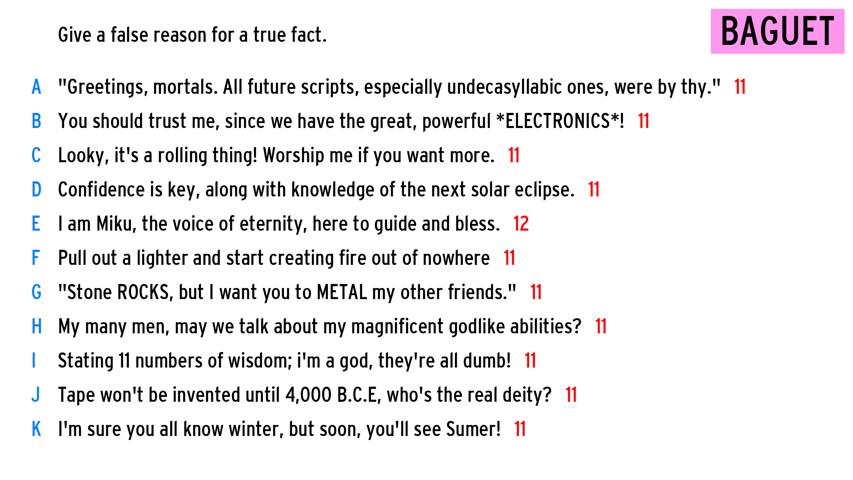 Give a false reason for a true fact.
BAGUET
A "Greetings, mortals. All future scripts, especially undecasyllabic ones, were by thy." 11
B You should trust me, since we have the great, powerful *ELECTRONICS*! 11
C Looky, it's a rolling thing! Worship me if you want more. 11
D Confidence is key, along with knowledge of the next solar eclipse. 11
E I am Miku, the voice of eternity, here to guide and bless. 12
F Pull out a lighter and start creating fire out of nowhere 11
G "Stone ROCKS, but I want you to METAL my other friends." 11
H My many men, may we talk about my magnificent godlike abilities? 11
I Stating 11 numbers of wisdom; i'm a god, they're all dumb! 11
J Tape won't be invented until 4,000 B.C.E, who's the real deity? 11
K I'm sure you all know winter, but soon, you'll see Sumer! 11